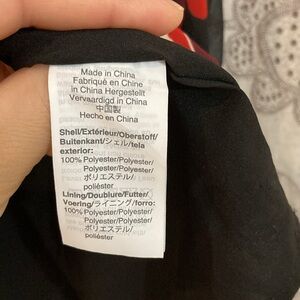 Made in China
Fabriqué en Chine
in China Hergestellt
Vervaardigd in China
中国製
Hecho en China
Shell/Extérieur/Oberstoff/
Buitenkant/シェル/tela
exterior:
100% Polyester/Polyester/
Polyester/Polyester/
ポリエステル/
poliéster
Lining/Doublure/Futter/
Voering/ライニング/forro:
100% Polyester/Polyester/
Polyester/Polyester/
ポリエステル/
poliéster